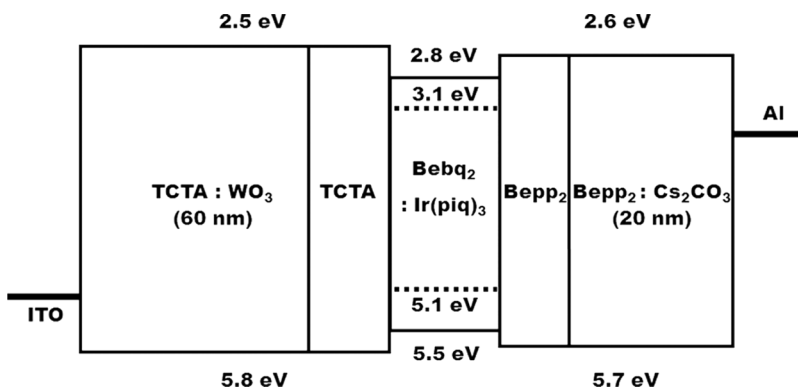 2.5 eV
2.6 eV
2.8 eV
3.1 eV
Al
Bebq₂
: Ir(piq)₃
TCTA : WO₃
(60 nm)
TCTA
Bepp₂
Bepp₂ : Cs₂CO₃
(20 nm)
ITO
5.1 eV
5.5 eV
5.8 eV
5.7 eV